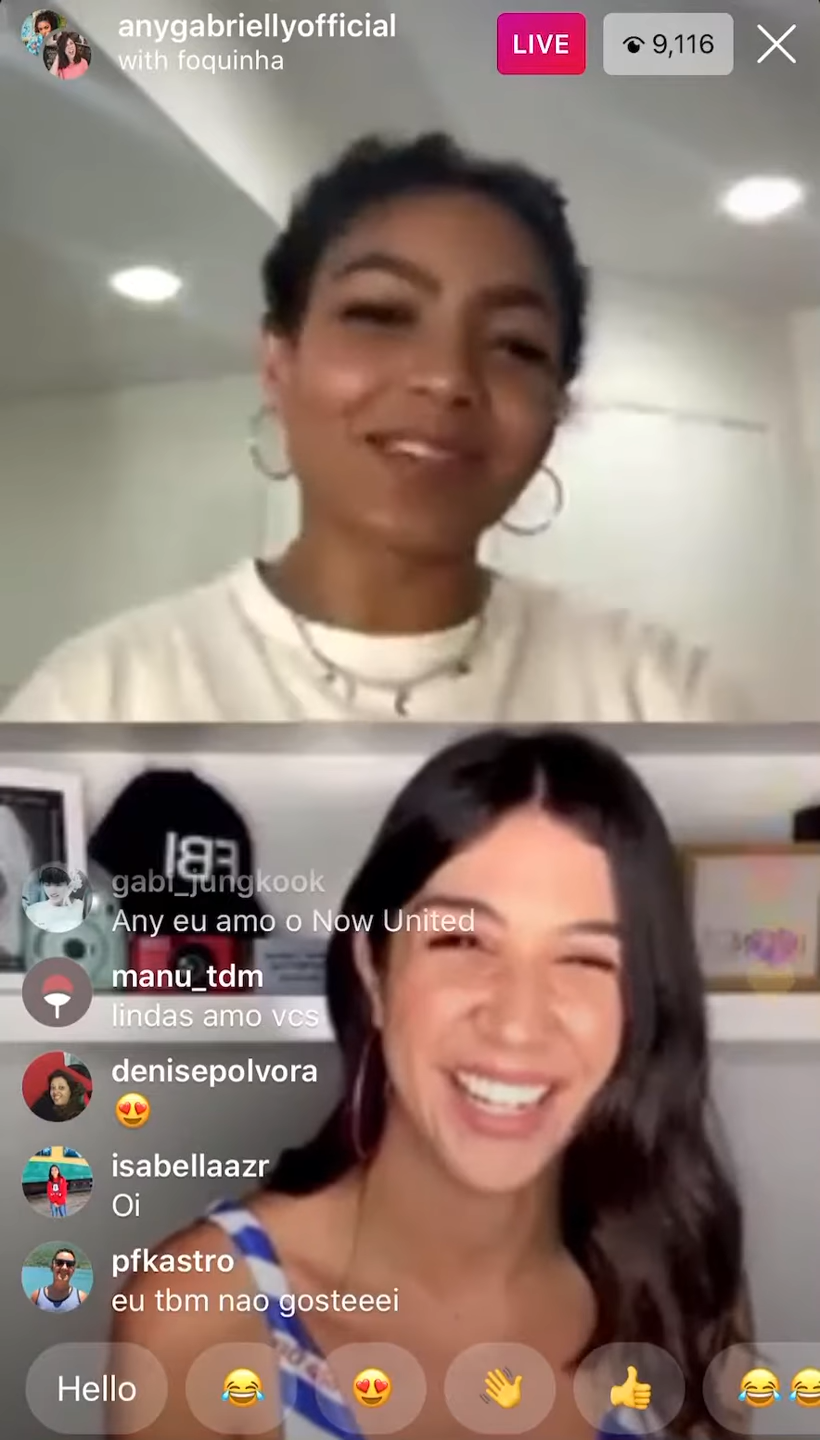 anygabriellyofficial
with foquinha
LIVE
9,116
FBI
gabi_jungkook
Any eu amo o Now United
manu_tdm
lindas amo vcs
denisepolvora
😍
isabellaazr
Oi
pfkastro
eu tbm nao gosteeei
Hello 😂 😍 👋 👍 😂😂